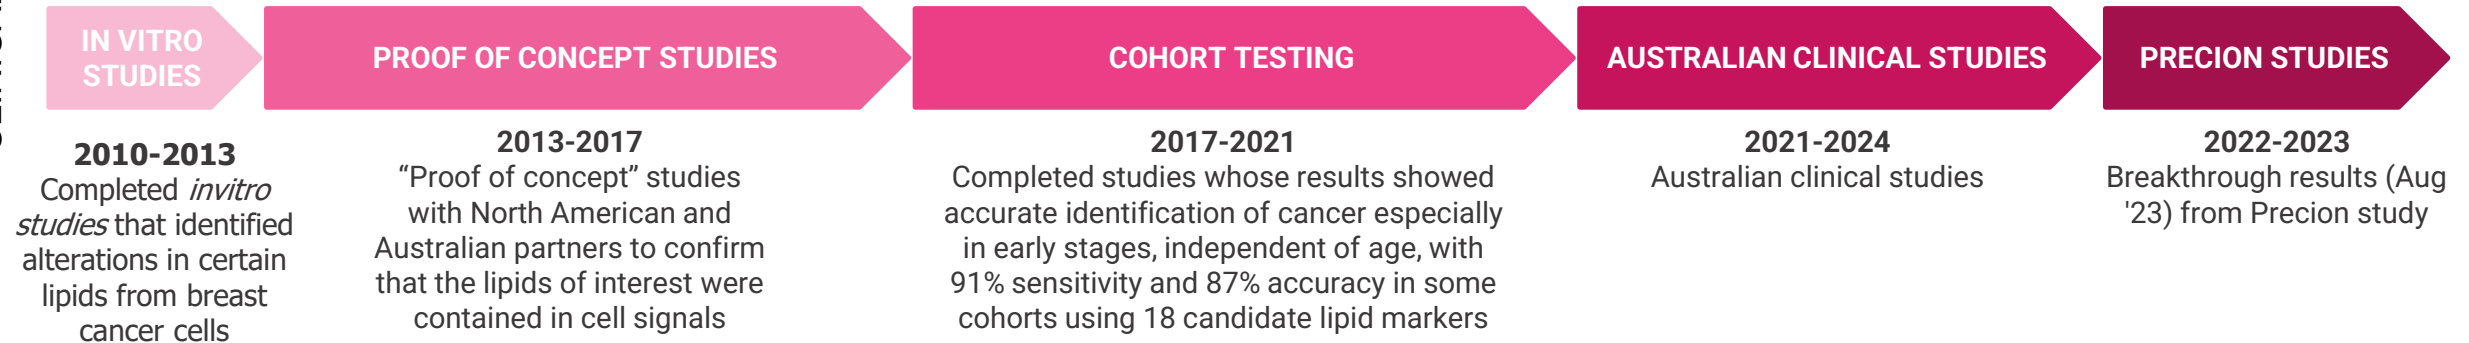 IN VITRO
STUDIES
PROOF OF CONCEPT STUDIES
COHORT TESTING
AUSTRALIAN CLINICAL STUDIES
PRECION STUDIES
2010-2013
Completed invitro
studies that identified
alterations in certain
lipids from breast
cancer cells
2013-2017
“Proof of concept” studies
with North American and
Australian partners to confirm
that the lipids of interest were
contained in cell signals
2017-2021
Completed studies whose results showed
accurate identification of cancer especially
in early stages, independent of age, with
91% sensitivity and 87% accuracy in some
cohorts using 18 candidate lipid markers
2021-2024
Australian clinical studies
2022-2023
Breakthrough results (Aug
'23) from Precion study